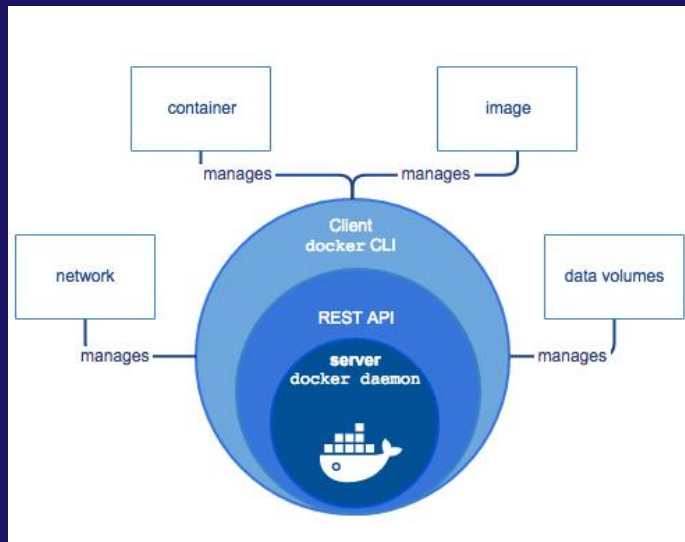 container
image
manages
manages
Client
docker CLI
network
data volumes
REST API
manages
manages
server
docker daemon